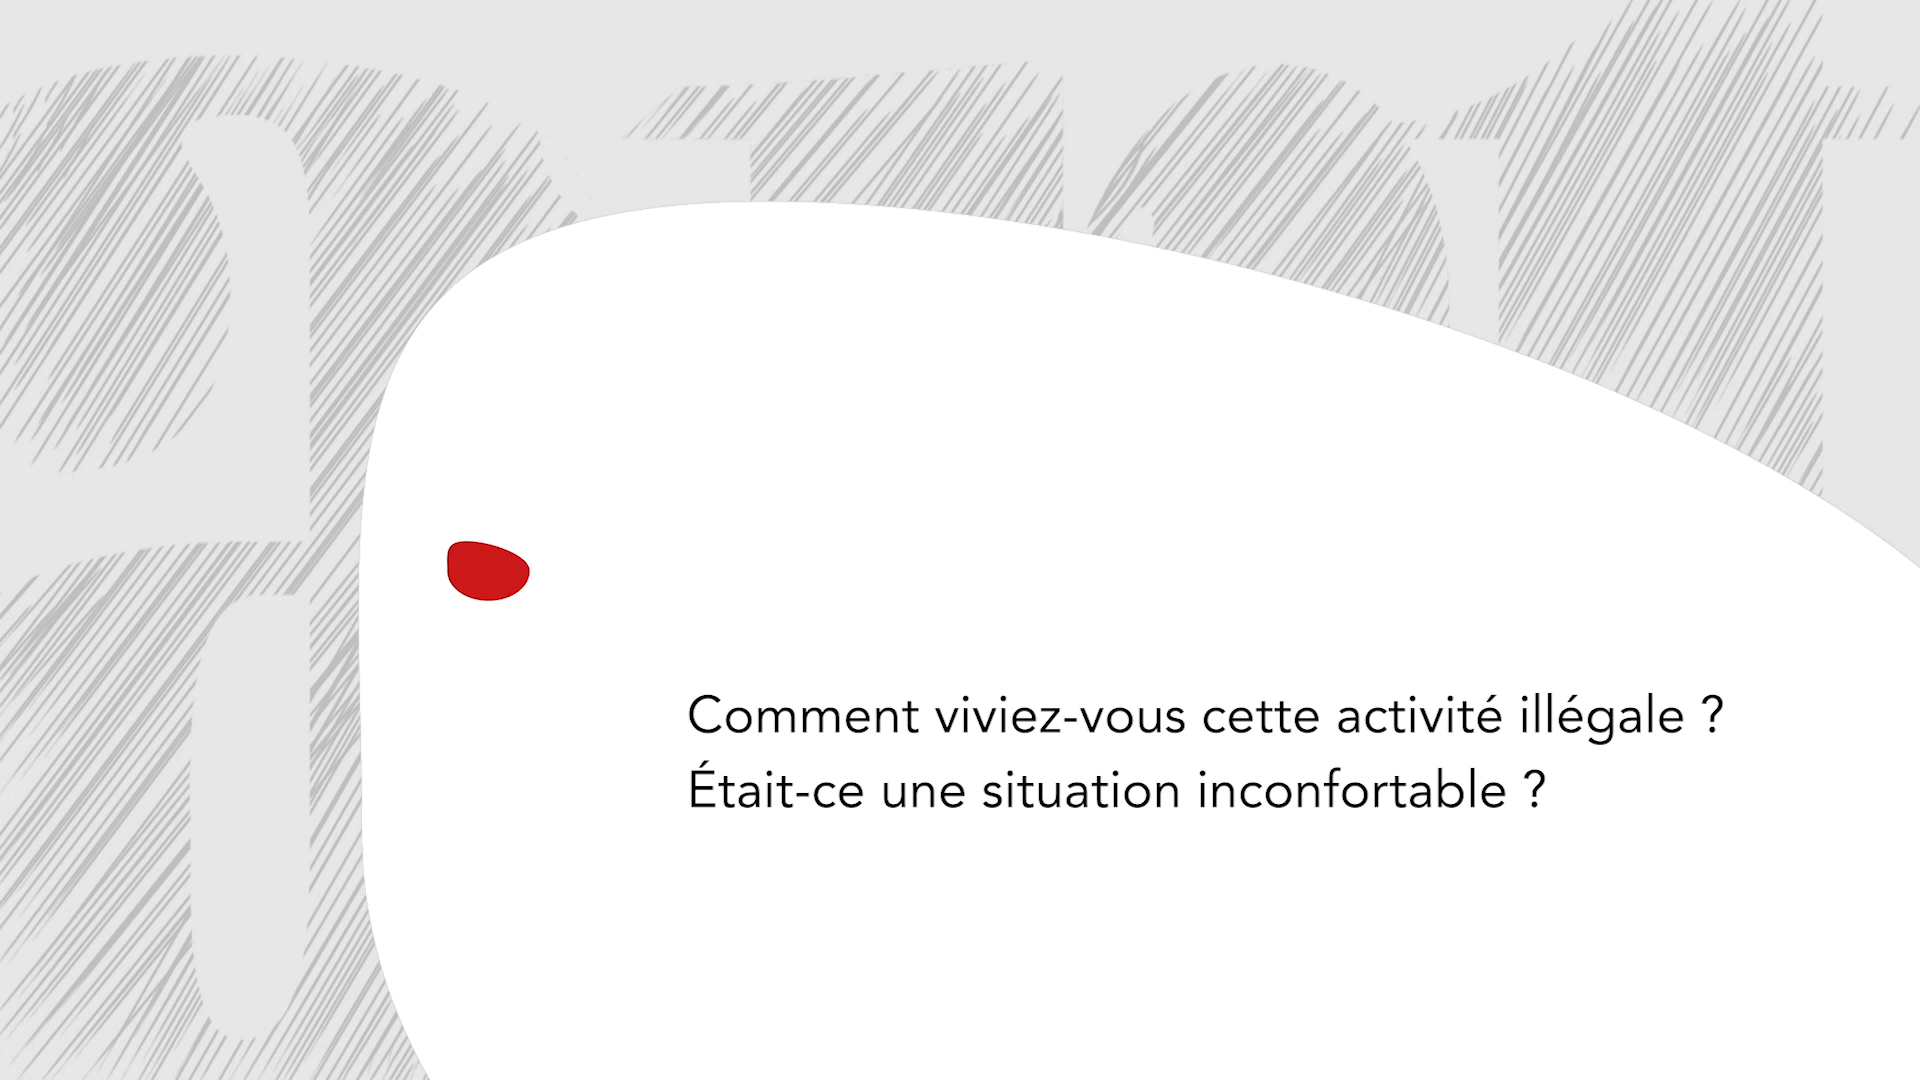 Comment viviez-vous cette activité illégale ?
Était-ce une situation inconfortable ?